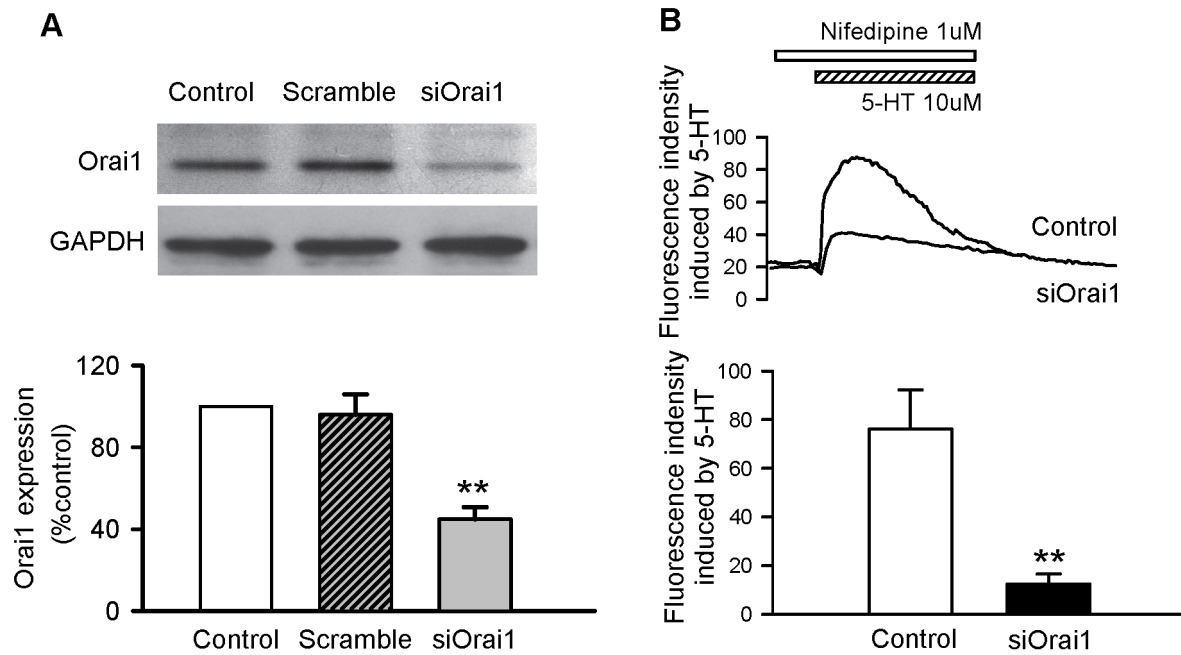 A
Control Scramble siOrai1
Orai1
GAPDH
Orai1 expression
(%control)
120
80
40
0
**
Control Scramble siOrai1
B
Nifedipine 1uM
5-HT 10uM
Fluorescence indensity
induced by 5-HT
100
80
60
40
20
0
Control
siOrai1
Fluorescence indensity
induced by 5-HT
100
80
60
40
20
0
**
Control siOrai1